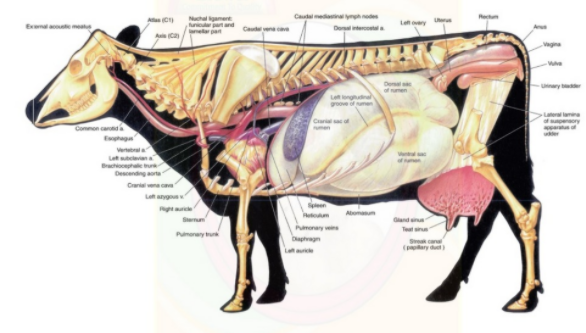 External acoustic meatus
Atlas (C1)
Axis (C2)
Nuchal ligament:
funicular part and
lamellar part
Caudal vena cava
Caudal mediastinal lymph nodes
Dorsal intercostal a.
Left ovary
Uterus
Rectum
Anus
Vagina
Vulva
Urinary bladder
Lateral lamina
of suspensory
apparatus of
udder
Dorsal sac
of rumen
Left longitudinal
groove of rumen
Cranial sac of
rumen
Ventral sac
of rumen
Common carotid a.
Esophagus
Vertebral a.
Left subclavian a.
Brachiocephalic trunk
Descending aorta
Cranial vena cava
Left azygous v.
Right auricle
Sternum
Pulmonary trunk
Spleen
Reticulum
Pulmonary veins
Diaphragm
Left auricle
Abomasum
Gland sinus
Teat sinus
Streak canal
(papillary duct)